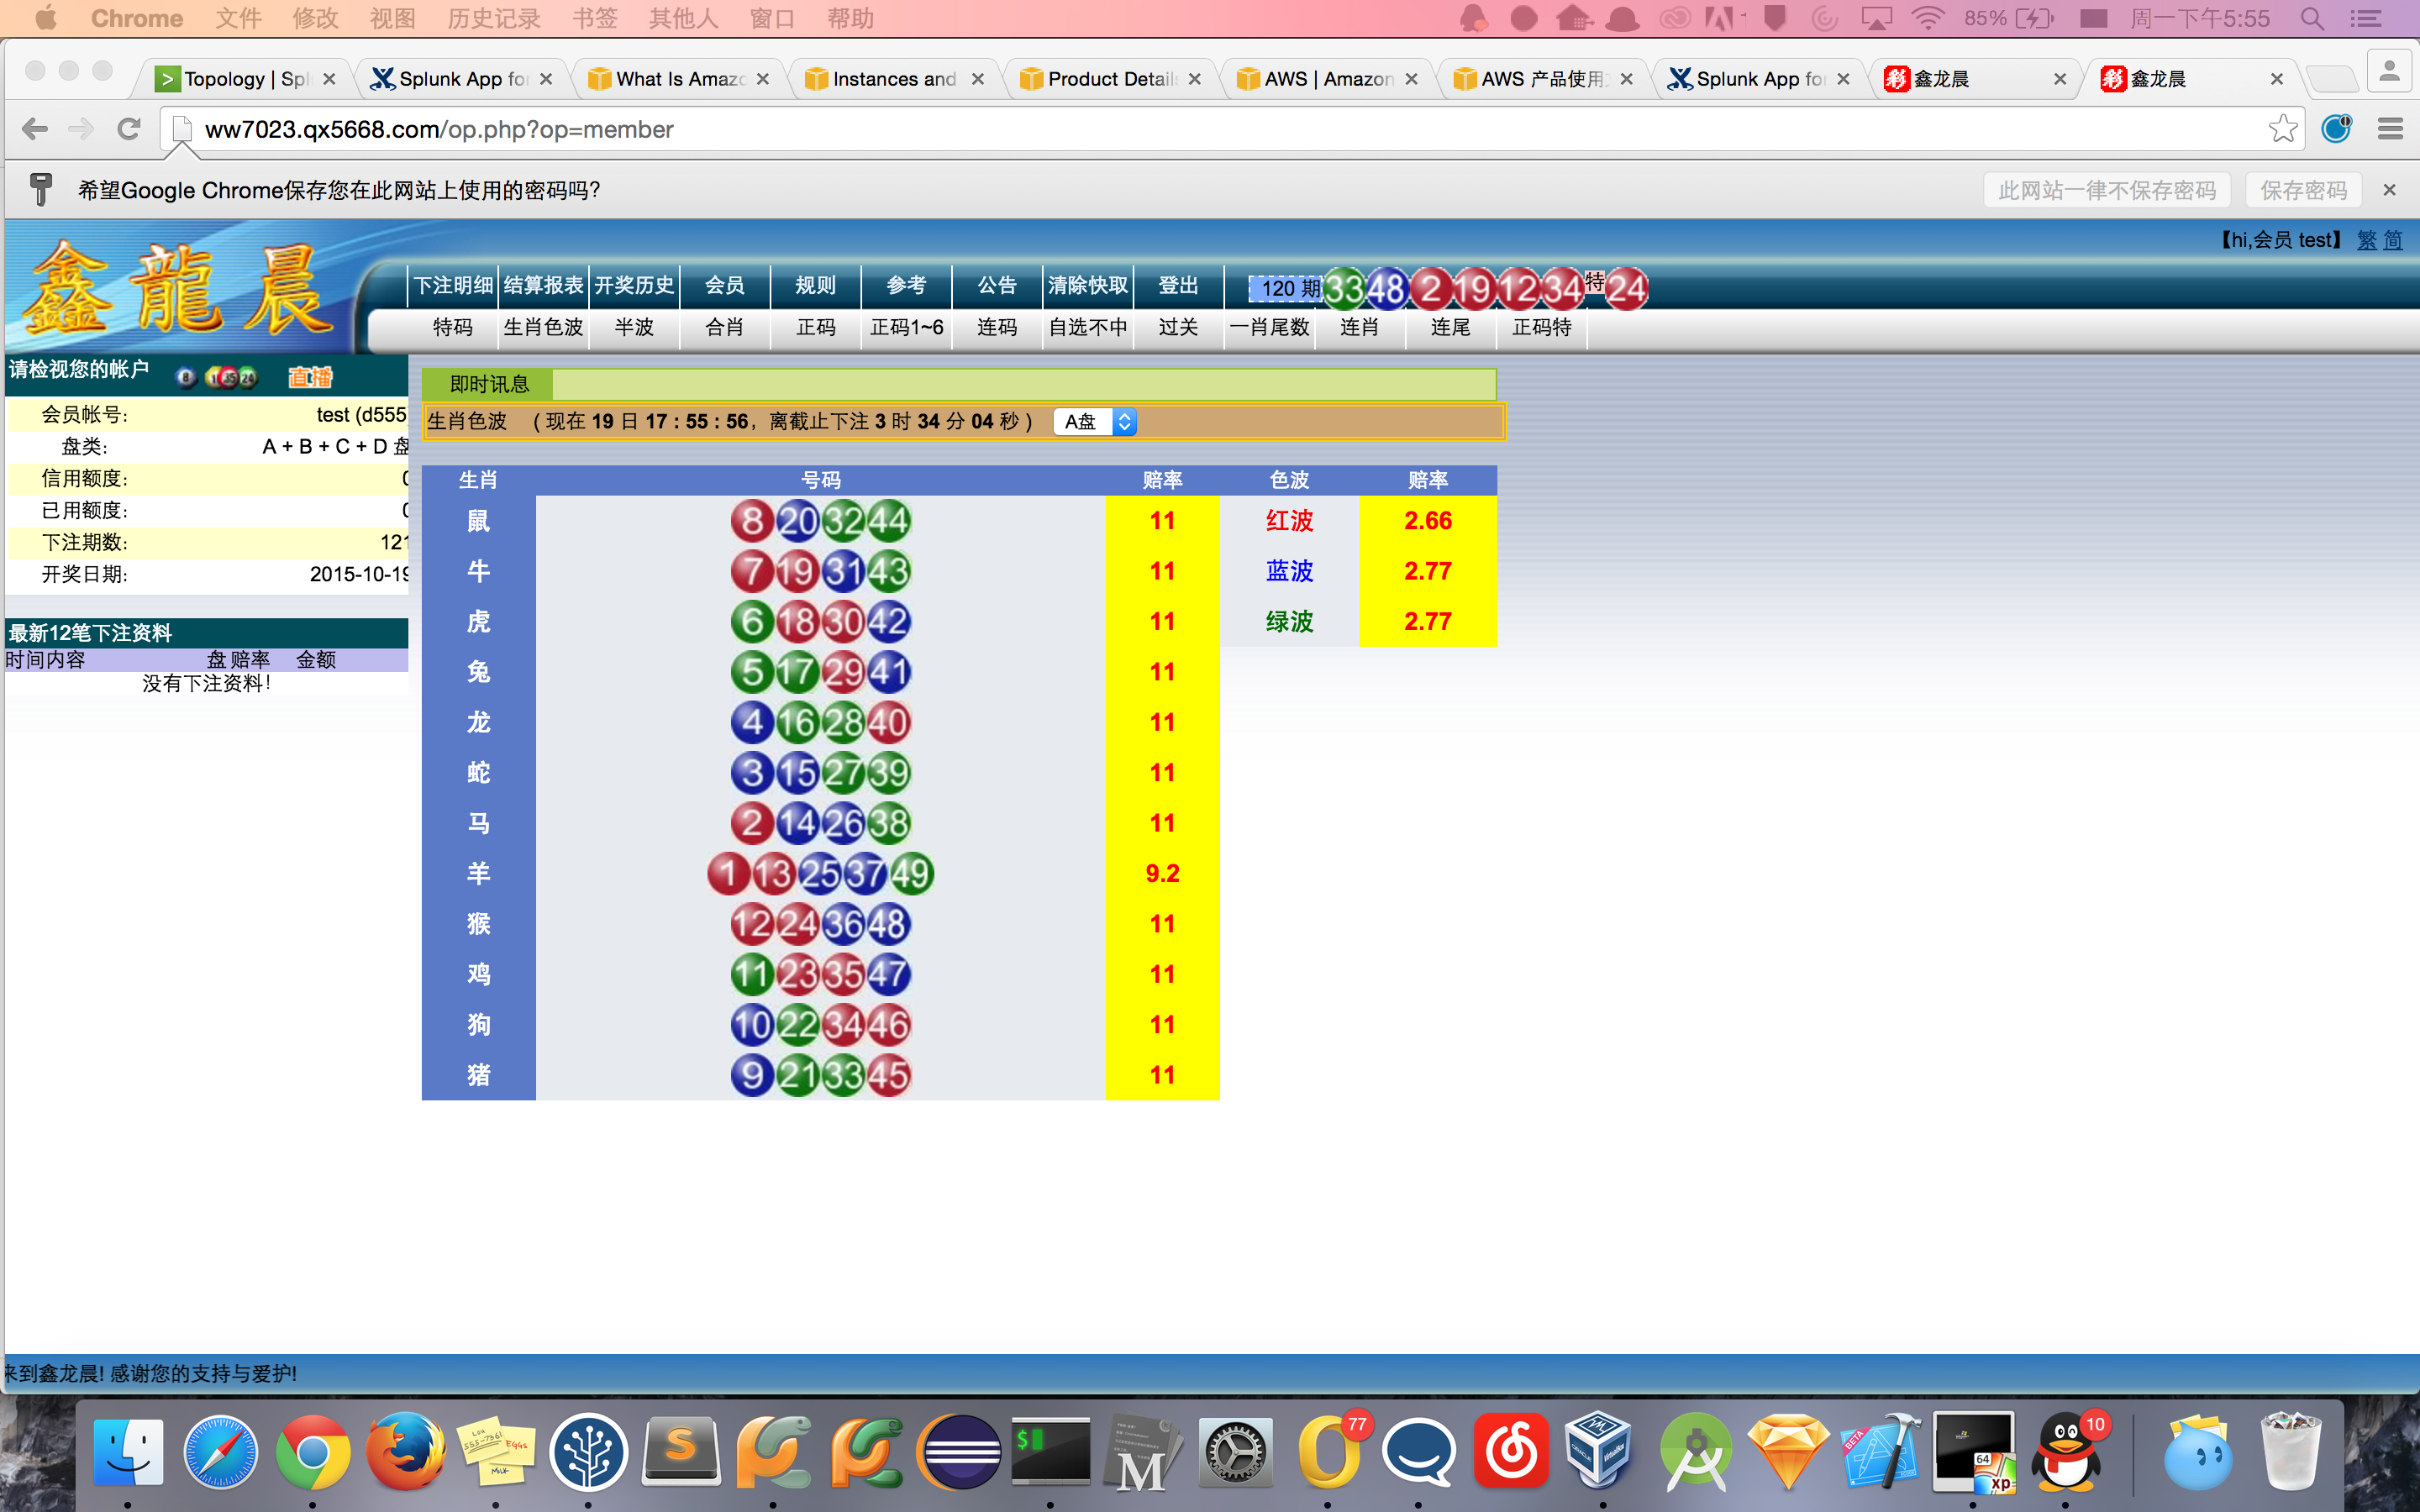 Chrome 文件 修改 视图 历史记录 书签 其他人 窗口 帮助 85% 周一下午5:55
Topology | Spl Splunk App for What Is Amazo Instances and Product Details AWS | Amazon AWS 产品使用 Splunk App for 鑫龙晨 鑫龙晨
ww7023.qx5668.com/op.php?op=member
希望Google Chrome保存您在此网站上使用的密码吗? 此网站一律不保存密码 保存密码
【hi,会员 test】 繁 简
鑫龍晨
下注明细 结算报表 开奖历史 会员 规则 参考 公告 清除快取 登出 120 期 33 48 2 19 12 34 特 24
特码 生肖色波 半波 合肖 正码 正码1~6 连码 自选不中 过关 一肖尾数 连肖 连尾 正码特
请检视您的帐户 8 1 35 24 直播
会员帐号: test (d555
盘类: A + B + C + D 盘
信用额度: 0
已用额度: 0
下注期数: 121
开奖日期: 2015-10-19
最新12笔下注资料
时间内容 盘 赔率 金额
没有下注资料!
即时讯息
生肖色波 ( 现在 19 日 17 : 55 : 56, 离截止下注 3 时 34 分 04 秒 ) A盘
生肖 号码 赔率 色波 赔率
鼠 8 20 32 44 11 红波 2.66
牛 7 19 31 43 11 蓝波 2.77
虎 6 18 30 42 11 绿波 2.77
兔 5 17 29 41 11
龙 4 16 28 40 11
蛇 3 15 27 39 11
马 2 14 26 38 11
羊 1 13 25 37 49 9.2
猴 12 24 36 48 11
鸡 11 23 35 47 11
狗 10 22 34 46 11
猪 9 21 33 45 11
来到鑫龙晨! 感谢您的支持与爱护!
77 10